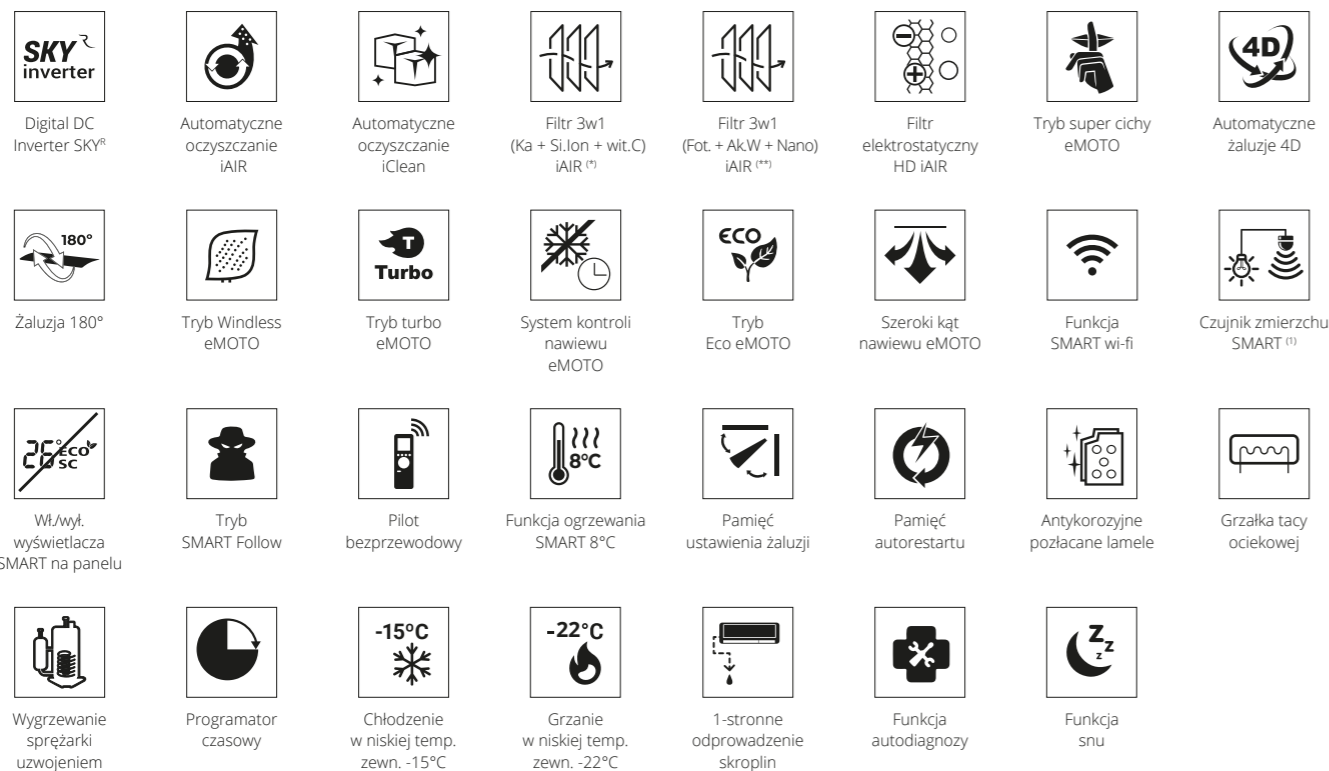 SKY R
inverter
Digital DC
Inverter SKYᴿ
Automatyczne
oczyszczanie
iAIR
Automatyczne
oczyszczanie
iClean
Filtr 3w1
(Ka + Si.Ion + wit.C)
iAIR (*)
Filtr 3w1
(Fot. + Ak.W + Nano)
iAIR (**)
Filtr
elektrostatyczny
HD iAIR
Tryb super cichy
eMOTO
4D
Automatyczne
żaluzje 4D
180°
Żaluzja 180°
Tryb Windless
eMOTO
T
Turbo
Tryb turbo
eMOTO
System kontroli
nawiewu
eMOTO
ECO
Tryb
Eco eMOTO
Szeroki kąt
nawiewu eMOTO
Funkcja
SMART wi-fi
Czujnik zmierzchu
SMART (1)
26° ECO
SC
Wł./wył.
wyświetlacza
SMART na panelu
Tryb
SMART Follow
Pilot
bezprzewodowy
8°C
Funkcja ogrzewania
SMART 8°C
Pamięć
ustawienia żaluzji
Pamięć
autorestartu
Antykorozyjne
pozłacane lamele
Grzałka tacy
ociekowej
Wygrzewanie
sprężarki
uzwojeniem
Programator
czasowy
-15°C
Chłodzenie
w niskiej temp.
zewn. -15°C
-22°C
Grzanie
w niskiej temp.
zewn. -22°C
1-stronne
odprowadzenie
skroplin
Funkcja
autodiagnozy
Z z z
Funkcja
snu